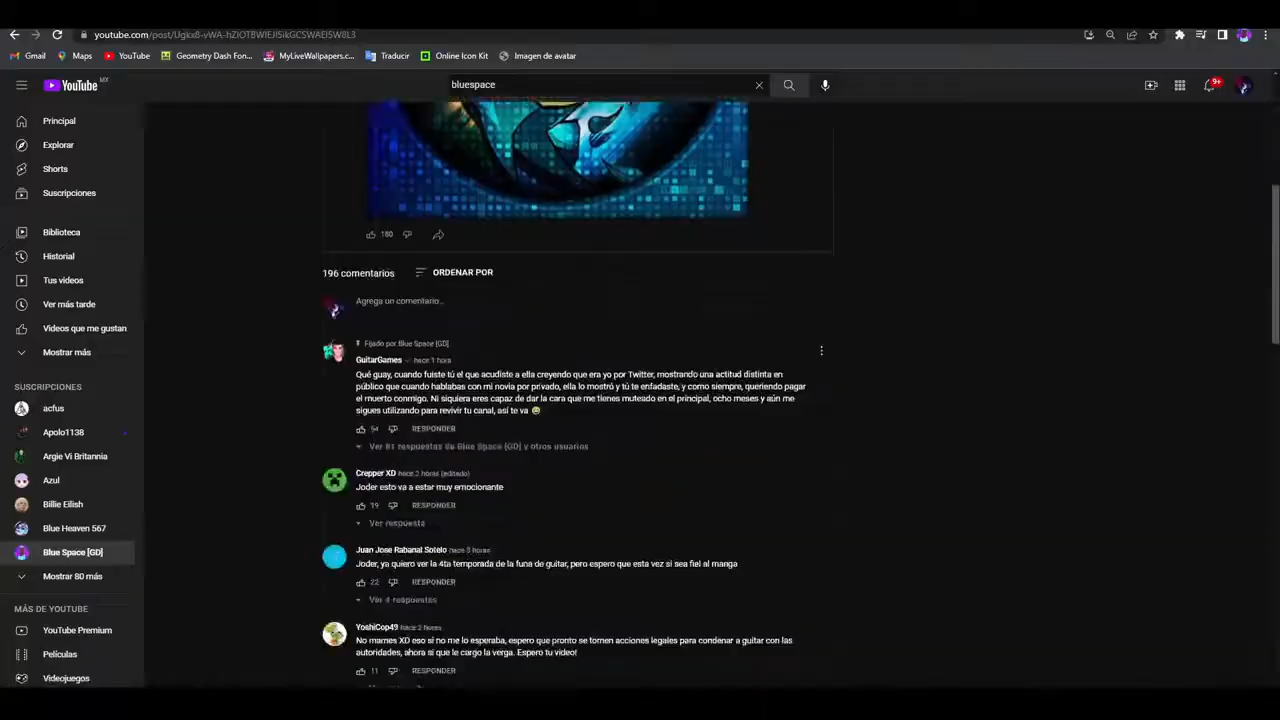 youtube.com/post/Ugkx8-vWA-hZIOTBWIEJISikGCSWAEISW8L3
Gmail Maps YouTube Geometry Dash Fon... MyLiveWallpapers.c... Traducir Online Icon Kit Imagen de avatar
YouTube MX bluespace 9+
Principal
Explorar
Shorts
Suscripciones
Biblioteca
Historial
Tus videos
Ver más tarde
Videos que me gustan
Mostrar más
SUSCRIPCIONES
acfus
Apolo1138
Argie Vi Britannia
Azul
Billie Eilish
Blue Heaven 567
Blue Space [GD]
Mostrar 80 más
MÁS DE YOUTUBE
YouTube Premium
Películas
Videojuegos
180
196 comentarios ORDENAR POR
Agrega un comentario...
Fijado por Blue Space [GD]
GuitarGames hace 1 hora
Qué guay, cuando fuiste tú el que acudiste a ella creyendo que era yo por Twitter, mostrando una actitud distinta en
público que cuando hablabas con mi novia por privado, ella lo mostró y tú te enfadaste, y como siempre, queriendo pagar
el muerto conmigo. Ni siquiera eres capaz de dar la cara que me tienes muteado en el principal, ocho meses y aún me
sigues utilizando para revivir tu canal, así te va
54 RESPONDER
Ver 81 respuestas de Blue Space [GD] y otros usuarios
Crepper XD hace 2 horas (editado)
Joder esto va a estar muy emocionante
19 RESPONDER
Ver respuesta
Juan Jose Rabanal Sotelo hace 3 horas
Joder, ya quiero ver la 4ta temporada de la funa de guitar, pero espero que esta vez si sea fiel al manga
22 RESPONDER
Ver 4 respuestas
YoshiCop49 hace 2 horas
No mames XD eso si no me lo esperaba, espero que pronto se tomen acciones legales para condenar a guitar con las
autoridades, ahora si que le cargo la verga. Espero tu video!
11 RESPONDER